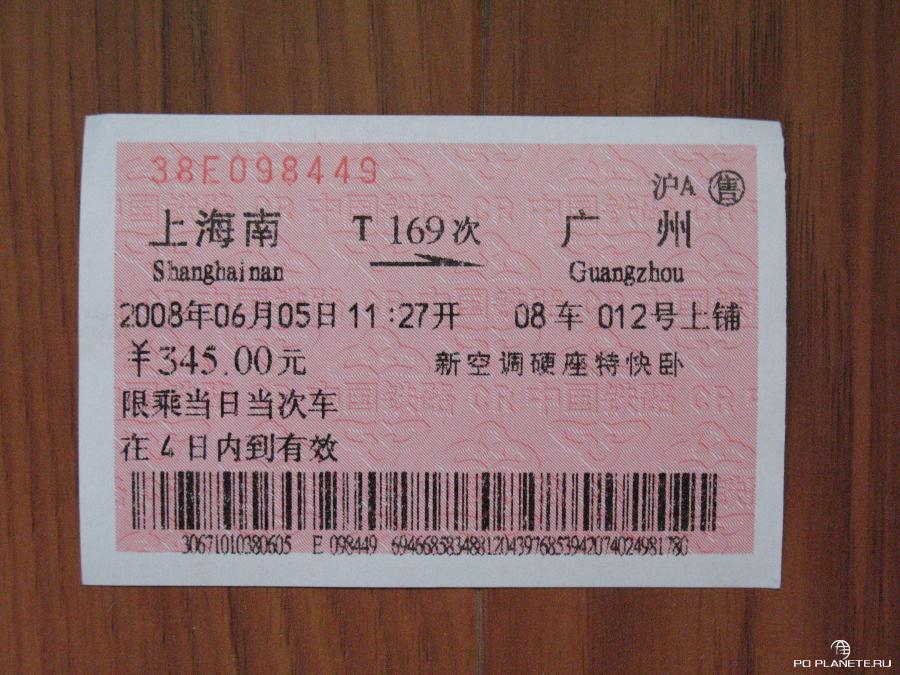 38E098449
沪A 售
上海南 T 169次 广州
Shanghainan Guangzhou
2008年06月05日11:27开 08车 012号上铺
¥345.00元 新空调硬座特快卧
限乘当日当次车
在4日内到有效
30671010380605 E 098449 69466858348812043976853942074024981780
PO PLANETE.RU